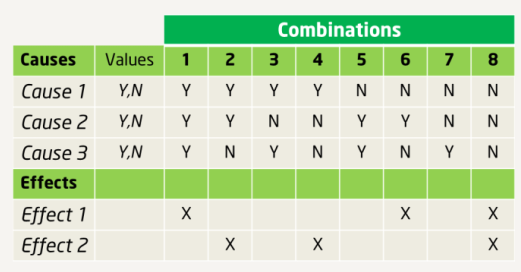 Combinations
Causes Values 1 2 3 4 5 6 7 8
Cause 1 Y,N Y Y Y Y N N N N
Cause 2 Y,N Y Y N N Y Y N N
Cause 3 Y,N Y N Y N Y N Y N
Effects
Effect 1 X X X
Effect 2 X X X